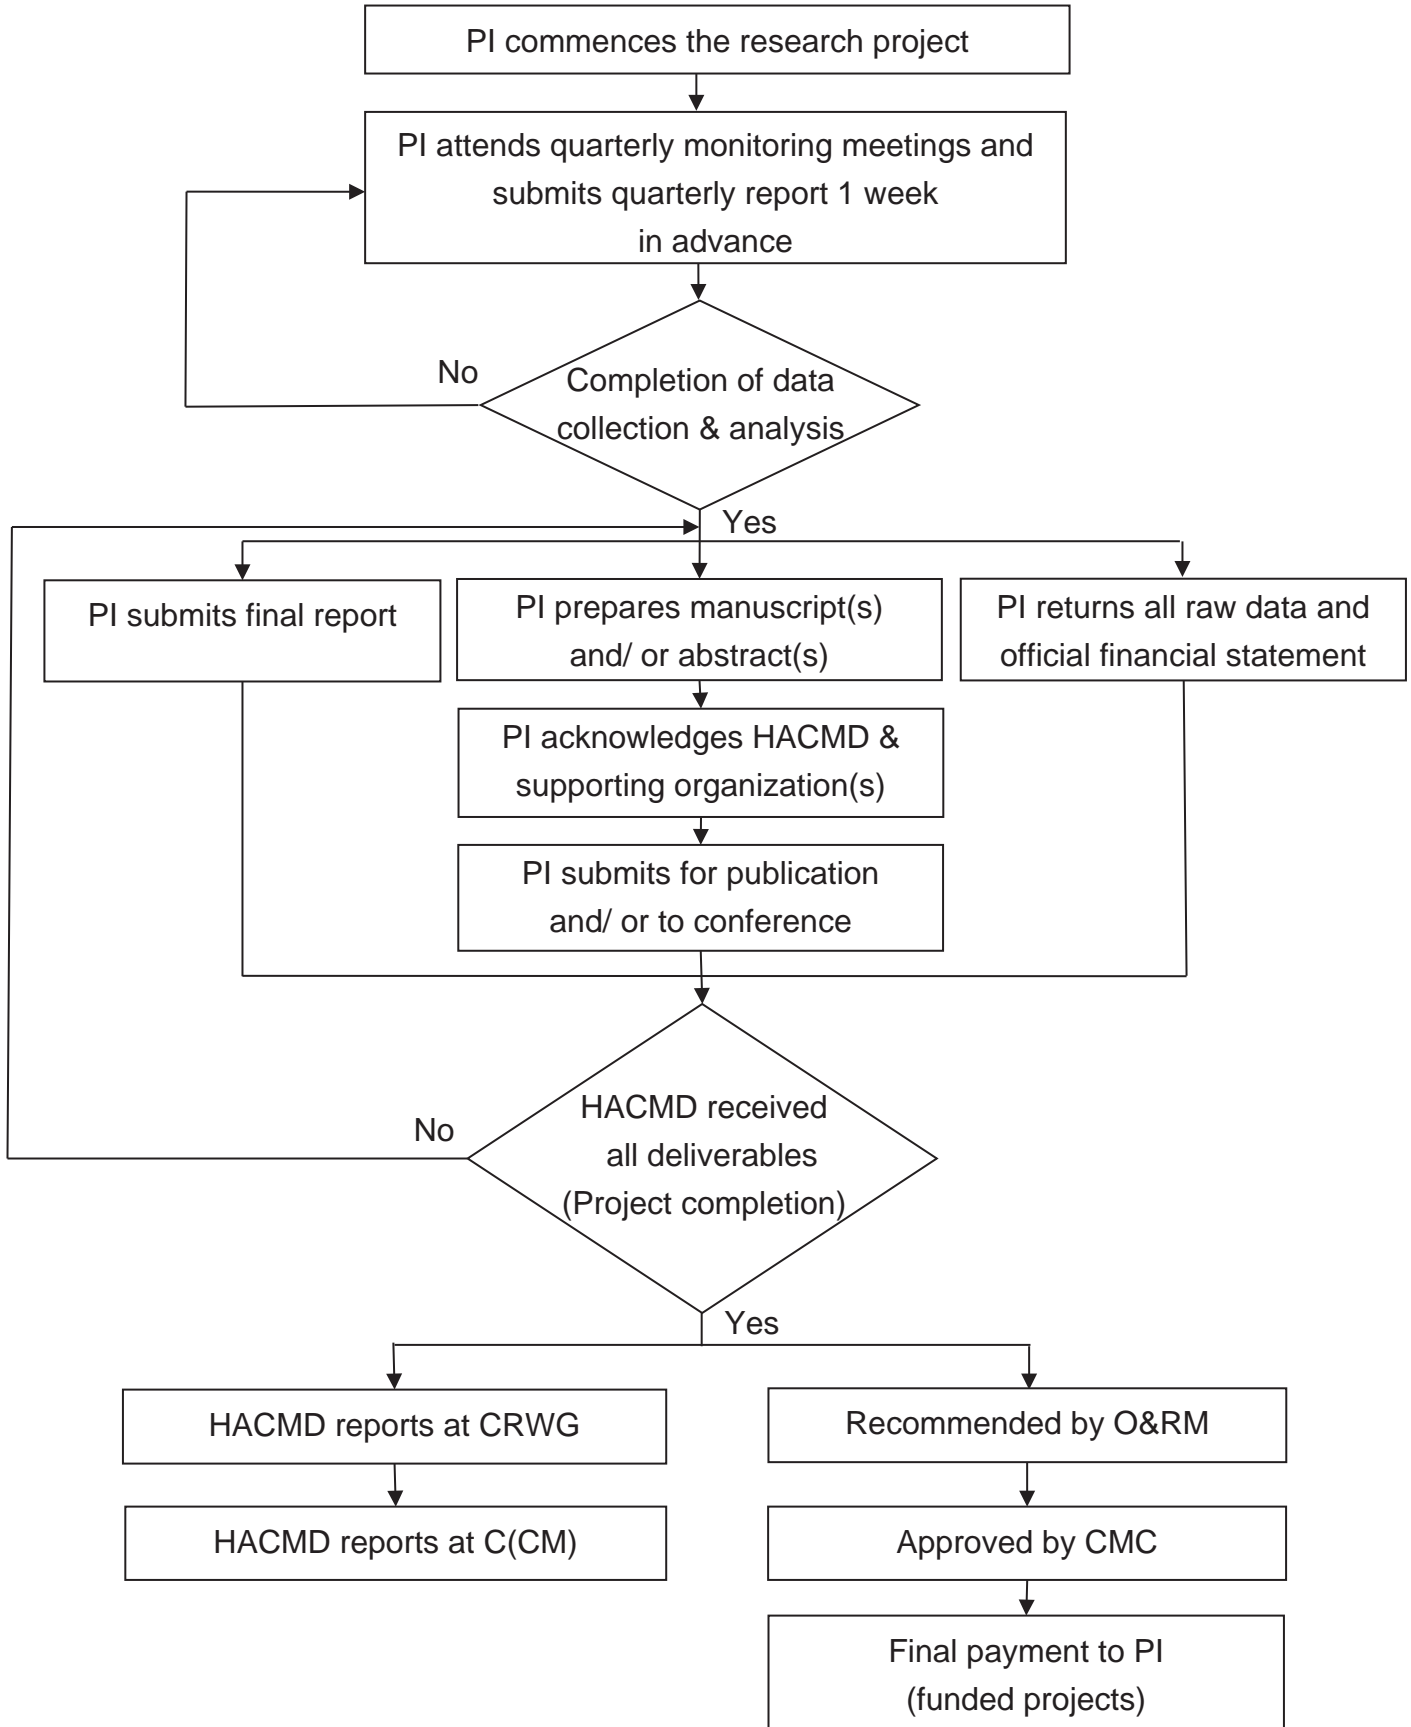 PI commences the research project
PI attends quarterly monitoring meetings and
submits quarterly report 1 week
in advance
No
Completion of data
collection & analysis
Yes
PI submits final report
PI prepares manuscript(s)
and/ or abstract(s)
PI returns all raw data and
official financial statement
PI acknowledges HACMD &
supporting organization(s)
PI submits for publication
and/ or to conference
HACMD received
all deliverables
(Project completion)
No
Yes
HACMD reports at CRWG
Recommended by O&RM
HACMD reports at C(CM)
Approved by CMC
Final payment to PI
(funded projects)